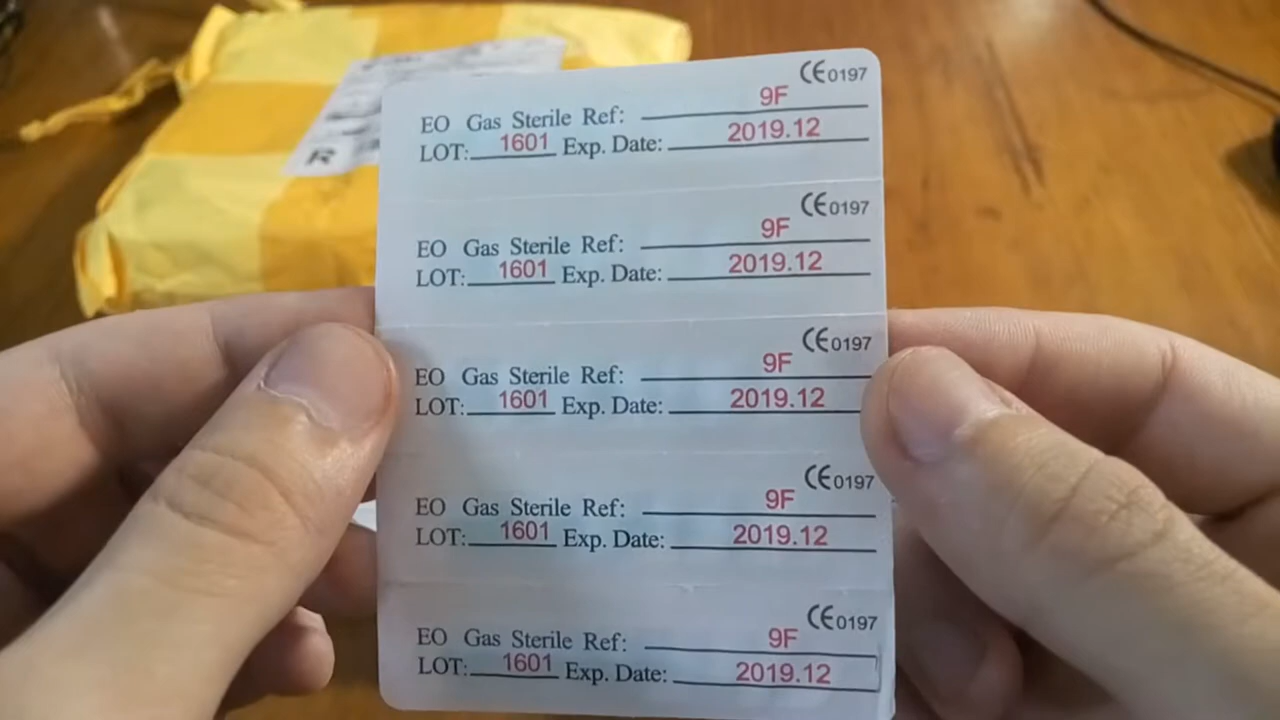 CE0197
EO Gas Sterile Ref: 9F
LOT: 1601 Exp. Date: 2019.12
CE0197
EO Gas Sterile Ref: 9F
LOT: 1601 Exp. Date: 2019.12
CE0197
EO Gas Sterile Ref: 9F
LOT: 1601 Exp. Date: 2019.12
CE0197
EO Gas Sterile Ref: 9F
LOT: 1601 Exp. Date: 2019.12
CE0197
EO Gas Sterile Ref: 9F
LOT: 1601 Exp. Date: 2019.12
R